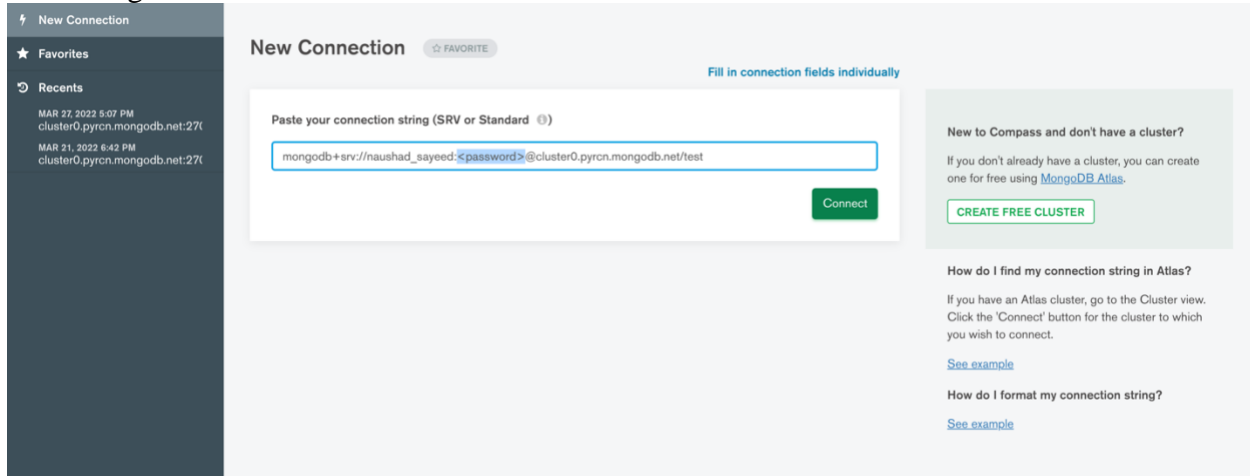 New Connection
Favorites
Recents
MAR 27, 2022 5:07 PM
cluster0.pyrcn.mongodb.net:270
MAR 21, 2022 6:42 PM
cluster0.pyrcn.mongodb.net:270
New Connection
FAVORITE
Fill in connection fields individually
Paste your connection string (SRV or Standard )
mongodb+srv://naushad_sayeed:<password>@cluster0.pyrcn.mongodb.net/test
Connect
New to Compass and don't have a cluster?
If you don't already have a cluster, you can create
one for free using MongoDB Atlas.
CREATE FREE CLUSTER
How do I find my connection string in Atlas?
If you have an Atlas cluster, go to the Cluster view.
Click the 'Connect' button for the cluster to which
you wish to connect.
See example
How do I format my connection string?
See example